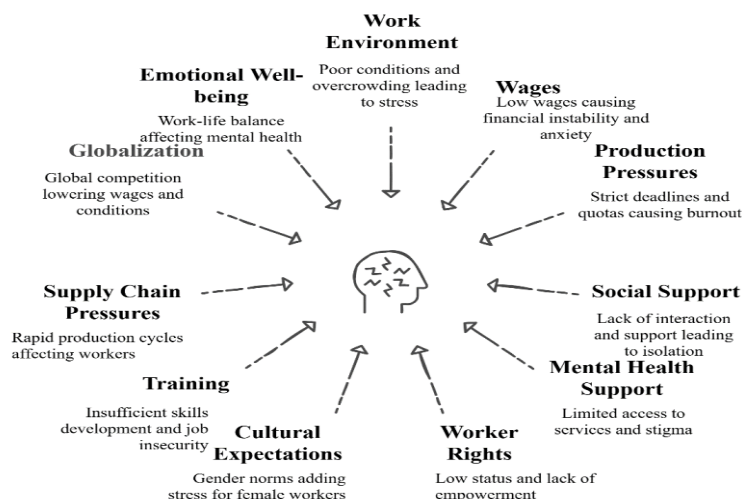 Work
Environment
Poor conditions and
overcrowding leading
to stress
Emotional Well-
being
Work-life balance
affecting mental health
Wages
Low wages causing
financial instability and
anxiety
Globalization
Global competition
lowering wages and
conditions
Production
Pressures
Strict deadlines and
quotas causing burnout
Supply Chain
Pressures
Rapid production cycles
affecting workers
Social Support
Lack of interaction
and support leading
to isolation
Training
Insufficient skills
development and job
insecurity
Mental Health
Support
Limited access to
services and stigma
Cultural
Expectations
Gender norms adding
stress for female workers
Worker
Rights
Low status and lack of
empowerment